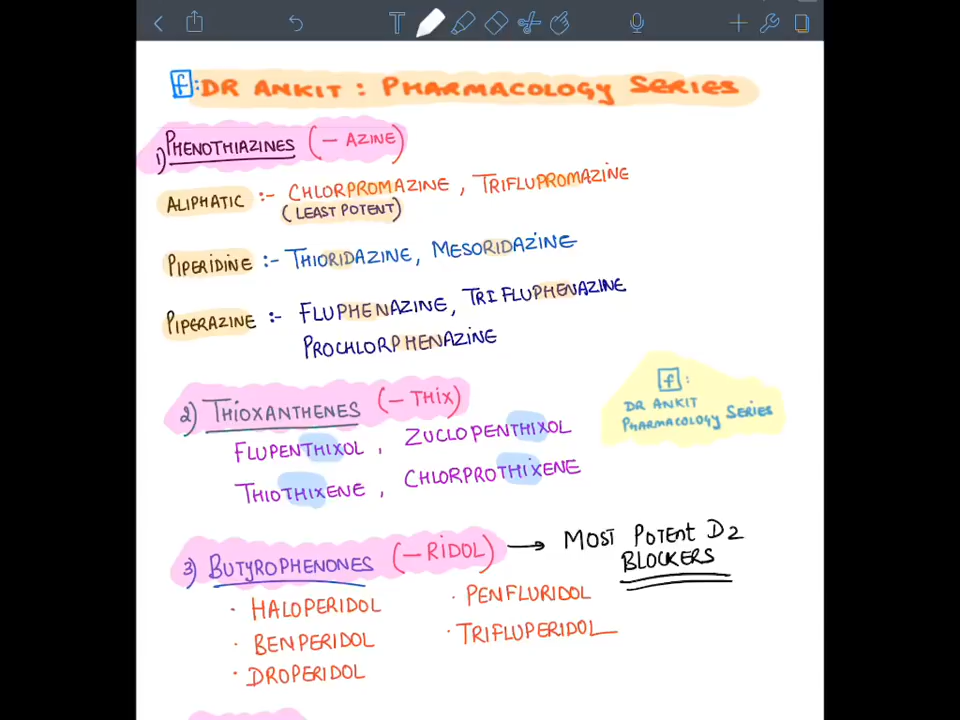 f: DR ANKIT : PHARMACOLOGY SERIES
1) PHENOTHIAZINES (- AZINE)
ALIPHATIC :- CHLORPROMAZINE , TRIFLUPROMAZINE
(LEAST POTENT)
PIPERIDINE :- THIORIDAZINE, MESORIDAZINE
PIPERAZINE :- FLUPHENAZINE, TRIFLUPHENAZINE
PROCHLORPHENAZINE
2) THIOXANTHENES (- THIX)
FLUPENTHIXOL , ZUCLOPENTHIXOL
THIOTHIXENE , CHLORPROTHIXENE
f :
DR ANKIT
PHARMACOLOGY SERIES
3) BUTYROPHENONES (- RIDOL) → MOST POTENT D2
BLOCKERS
· HALOPERIDOL · PENFLURIDOL
· BENPERIDOL · TRIFLUPERIDOL
· DROPERIDOL